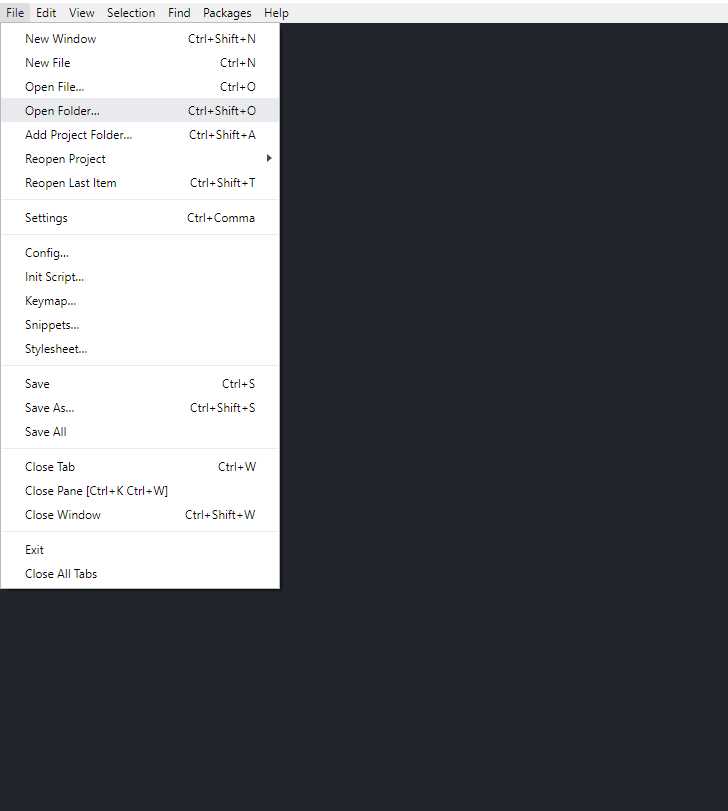 File Edit View Selection Find Packages Help
New Window Ctrl+Shift+N
New File Ctrl+N
Open File... Ctrl+O
Open Folder... Ctrl+Shift+O
Add Project Folder... Ctrl+Shift+A
Reopen Project
Reopen Last Item Ctrl+Shift+T
Settings Ctrl+Comma
Config...
Init Script...
Keymap...
Snippets...
Stylesheet...
Save Ctrl+S
Save As... Ctrl+Shift+S
Save All
Close Tab Ctrl+W
Close Pane [Ctrl+K Ctrl+W]
Close Window Ctrl+Shift+W
Exit
Close All Tabs